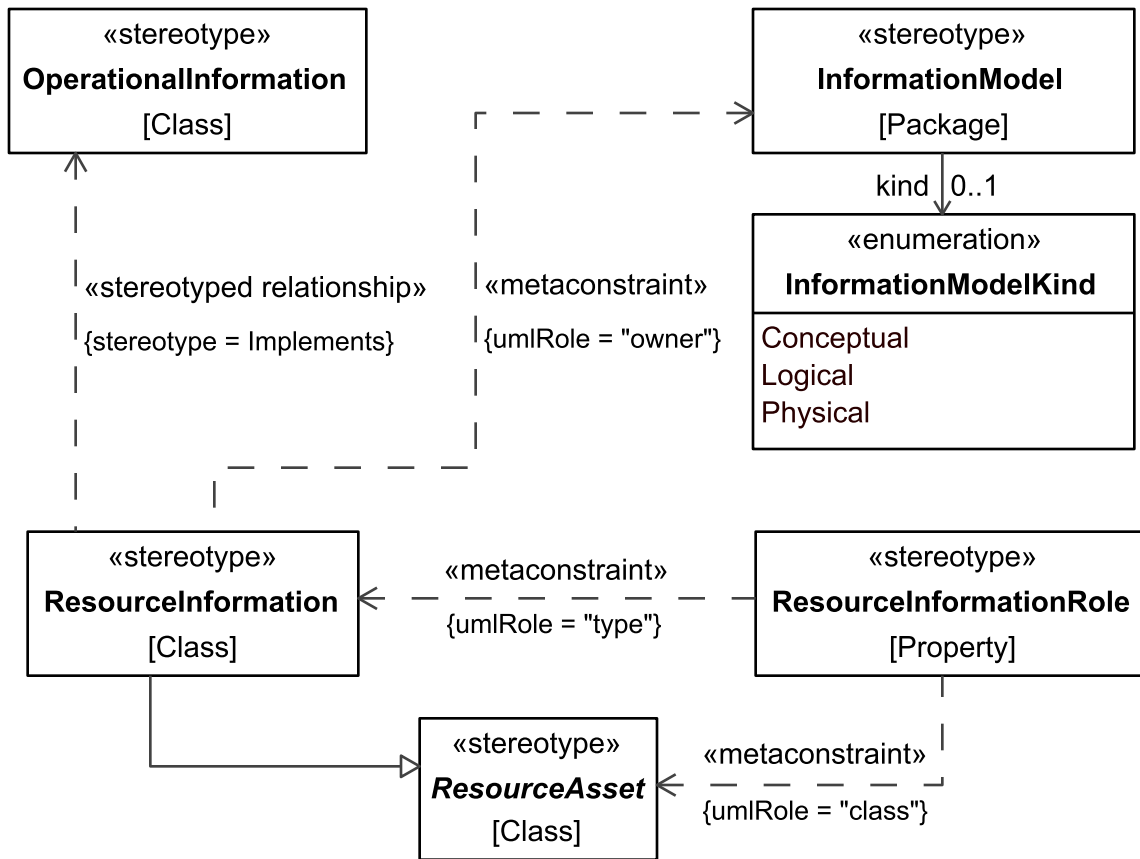 «stereotype»
OperationalInformation
[Class]
«stereotype»
InformationModel
[Package]
kind 0..1
«enumeration»
InformationModelKind
Conceptual
Logical
Physical
«stereotyped relationship»
{stereotype = Implements}
«metaconstraint»
{umlRole = "owner"}
«stereotype»
ResourceInformation
[Class]
«metaconstraint»
{umlRole = "type"}
«stereotype»
ResourceInformationRole
[Property]
«stereotype»
ResourceAsset
[Class]
«metaconstraint»
{umlRole = "class"}